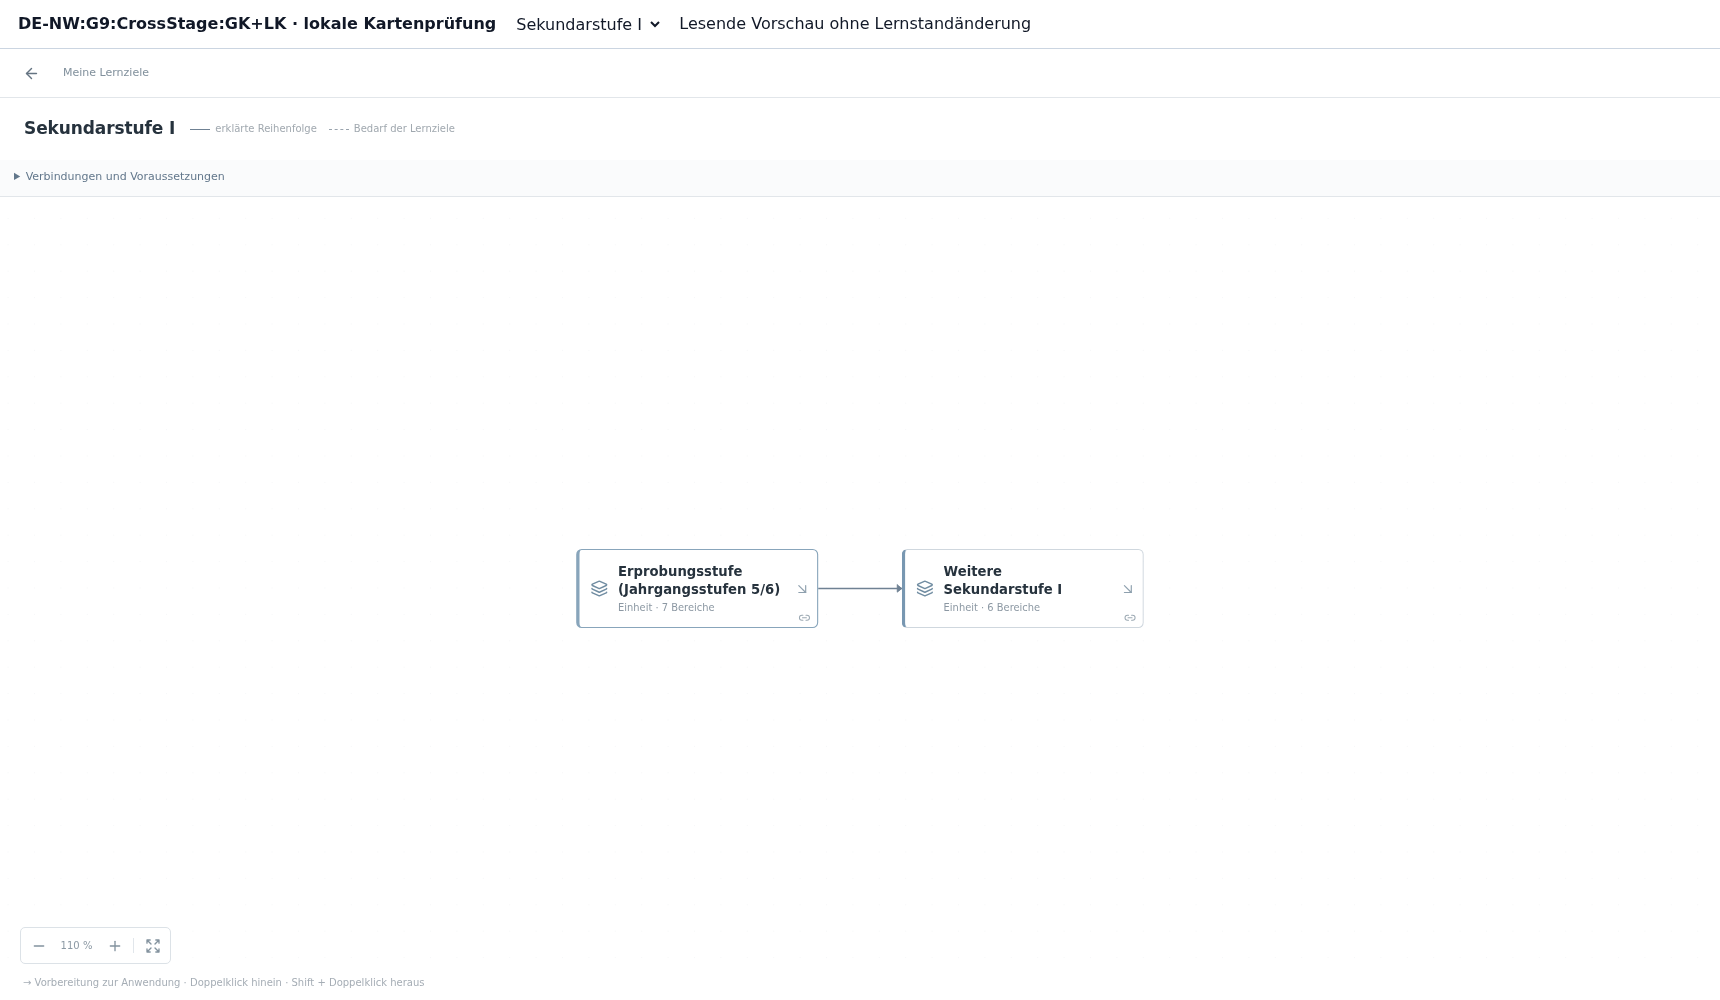 DE-NW:G9:CrossStage:GK+LK · lokale Kartenprüfung Sekundarstufe I Lesende Vorschau ohne Lernstandänderung
Meine Lernziele
Sekundarstufe I erklärte Reihenfolge Bedarf der Lernziele
Verbindungen und Voraussetzungen
Erprobungsstufe
(Jahrgangsstufen 5/6)
Einheit · 7 Bereiche
Weitere
Sekundarstufe I
Einheit · 6 Bereiche
110 %
→ Vorbereitung zur Anwendung · Doppelklick hinein · Shift + Doppelklick heraus